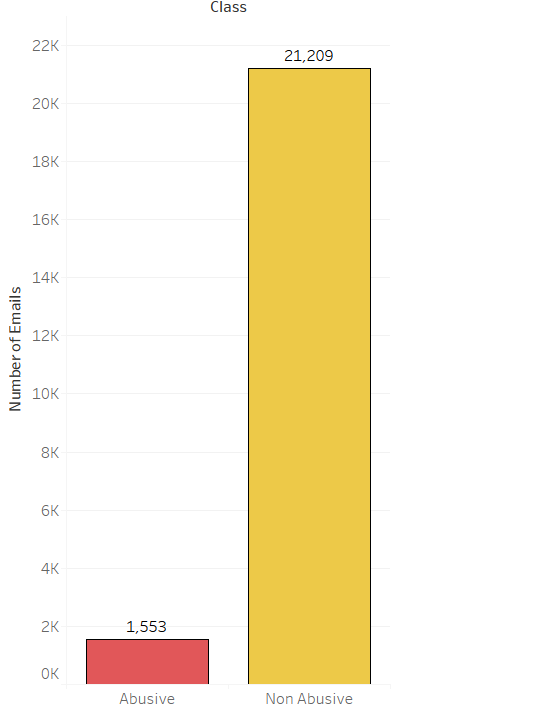 Class
Number of Emails
22K
20K
18K
16K
14K
12K
10K
8K
6K
4K
2K
0K
21,209
1,553
Abusive
Non Abusive